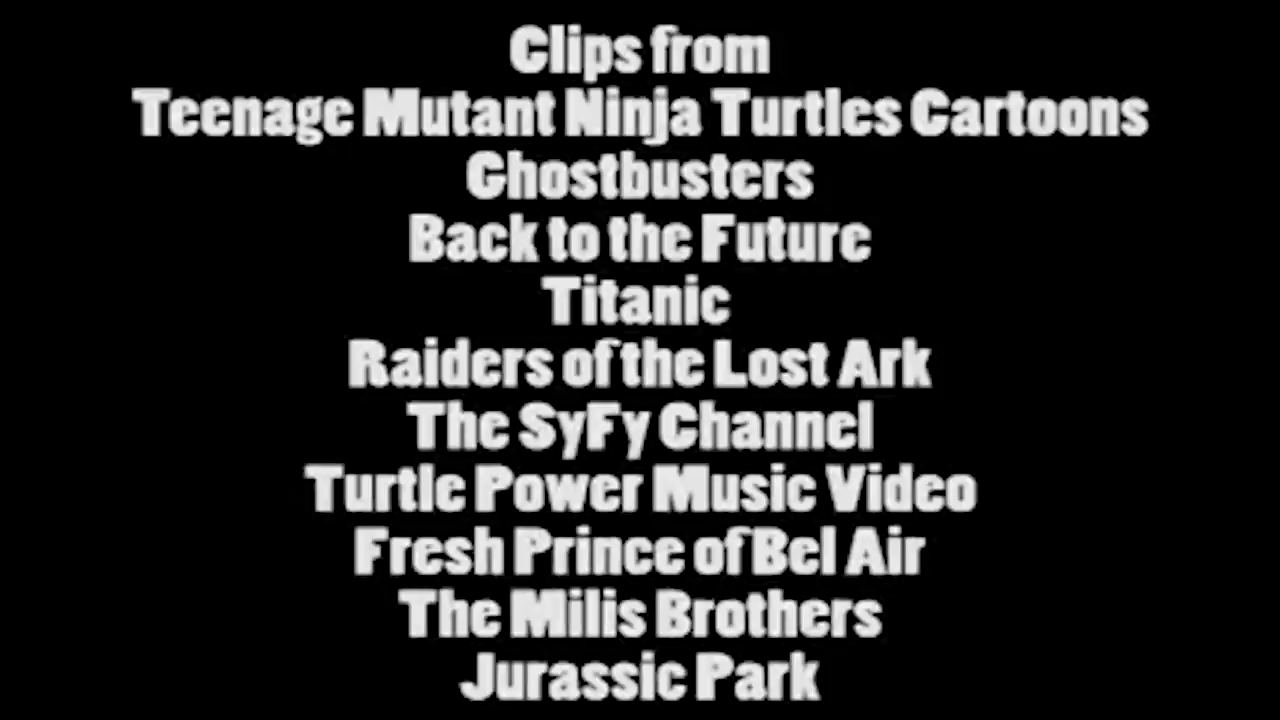 Clips from
Teenage Mutant Ninja Turtles Cartoons
Ghostbusters
Back to the Future
Titanic
Raiders of the Lost Ark
The SyFy Channel
Turtle Power Music Video
Fresh Prince of Bel Air
The Milis Brothers
Jurassic Park